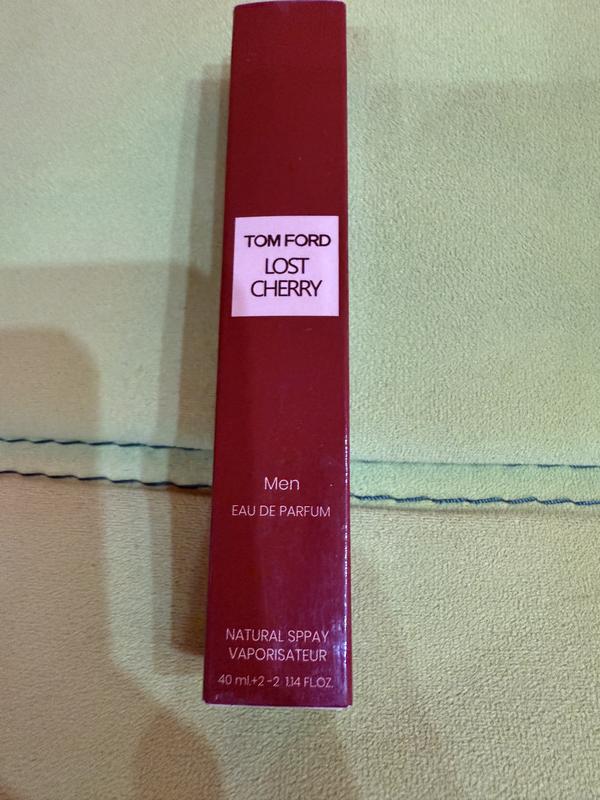 TOM FORD
LOST
CHERRY
Men
EAU DE PARFUM
NATURAL SPPAY
VAPORISATEUR
40 ml.+2-2 1.14 FL.OZ.